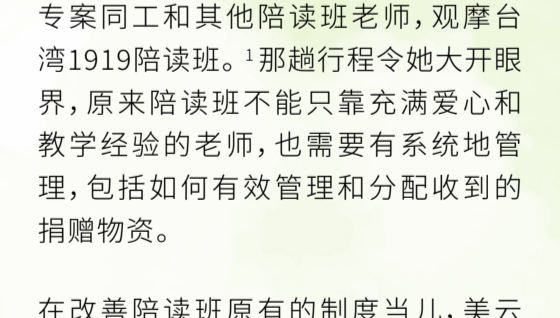 专案同工和其他陪读班老师，观摩台
湾1919陪读班。¹那趟行程令她大开眼
界，原来陪读班不能只靠充满爱心和
教学经验的老师，也需要有系统地管
理，包括如何有效管理和分配收到的
捐赠物资。
在改善陪读班原有的制度当儿，美云